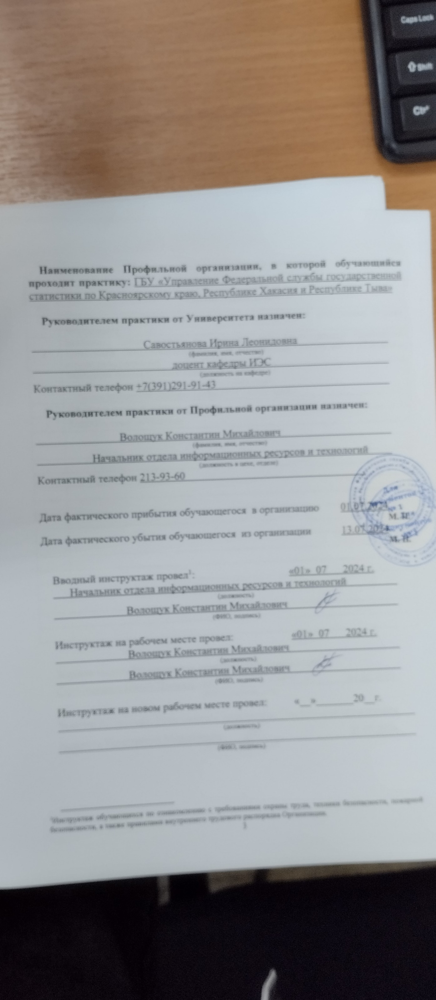 Caps Lock
Shift
Ctr
Наименование Профильной организации, в которой обучающийся
проходит практику: ГБУ «Управление Федеральной службы государственной
статистики по Красноярскому краю, Республике Хакасия и Республике Тыва»
Руководителем практики от Университета назначен:
Савостьянова Ирина Леонидовна
(фамилия, имя, отчество)
доцент кафедры ИЭС
(должность на кафедре)
Контактный телефон +7(391)291-91-43
Руководителем практики от Профильной организации назначен:
Волощук Константин Михайлович
(фамилия, имя, отчество)
Начальник отдела информационных ресурсов и технологий
(должность в цехе, отделе)
Контактный телефон 213-93-60
Для
Дата фактического прибытия обучающегося в организацию 01.07.2024
М. П.
Дата фактического убытия обучающегося из организации 13.07.2024
М. П.
Вводный инструктаж провел¹: «01» 07 2024 г.
Начальник отдела информационных ресурсов и технологий
(должность)
Волощук Константин Михайлович
(ФИО, подпись)
Инструктаж на рабочем месте провел: «01» 07 2024 г.
Волощук Константин Михайлович
(должность)
Волощук Константин Михайлович
(ФИО, подпись)
Инструктаж на новом рабочем месте провел: «__»_______20__г.
(должность)
(ФИО, подпись)
¹Инструктаж обучающихся по ознакомлению с требованиями охраны труда, техники безопасности, пожарной
безопасности, а также правилами внутреннего трудового распорядка Организации.
3